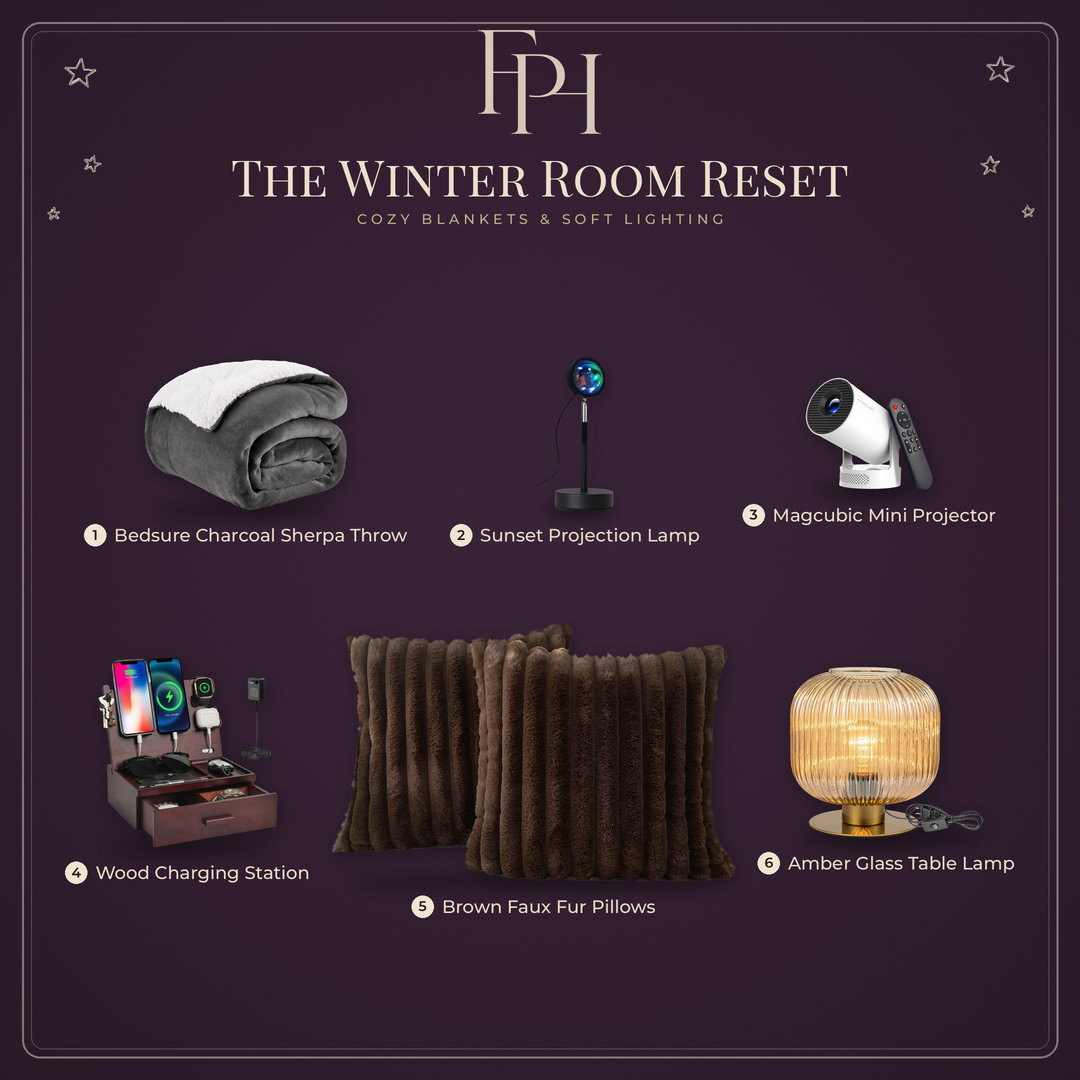 FPH
The Winter Room Reset
COZY BLANKETS & SOFT LIGHTING
1 Bedsure Charcoal Sherpa Throw
2 Sunset Projection Lamp
3 Magcubic Mini Projector
4 Wood Charging Station
5 Brown Faux Fur Pillows
6 Amber Glass Table Lamp